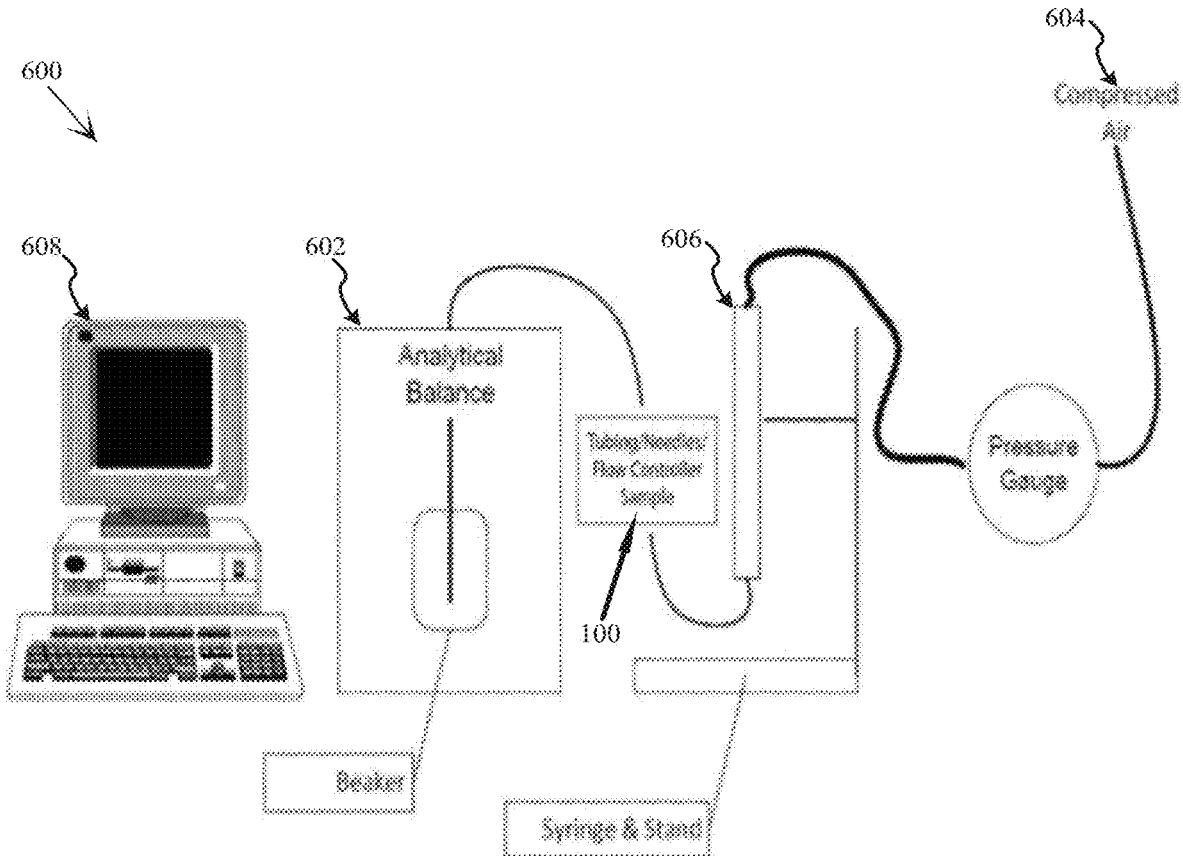 604
600
Compressed
Air
608
602
606
Analytical
Balance
Tubing/Needles/
Flow Controller
Sample
Pressure
Gauga
100
Beaker
Syringe & Stand